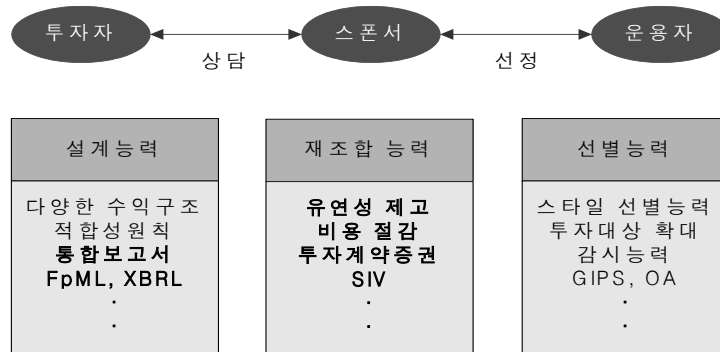 투자자 스폰서 운용자
상담 선정
설계능력
다양한 수익구조
적합성원칙
통합보고서
FpML, XBRL
.
.
재조합 능력
유연성 제고
비용 절감
투자계약증권
SIV
.
.
선별능력
스타일 선별능력
투자대상 확대
감시능력
GIPS, OA
.
.